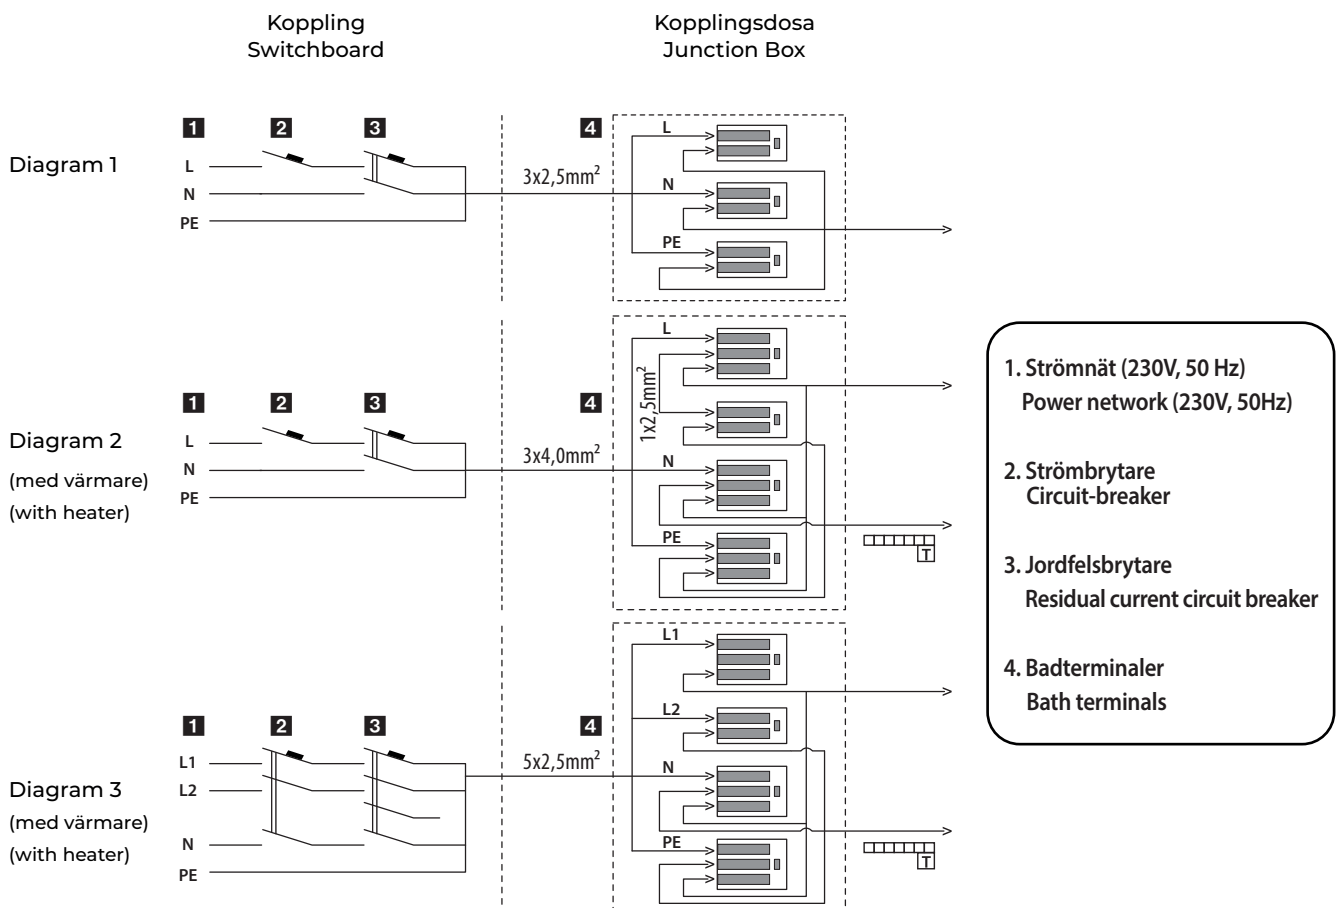 Koppling
Switchboard
Kopplingsdosa
Junction Box
Diagram 1
1
2
3
4
L
N
PE
3x2,5mm²
L
N
PE
Diagram 2
(med värmare)
(with heater)
1
2
3
4
L
N
PE
3x4,0mm²
L
1x2,5mm²
N
PE
T
Diagram 3
(med värmare)
(with heater)
1
2
3
4
L1
L2
N
PE
5x2,5mm²
L1
L2
N
PE
T
1. Strömnät (230V, 50 Hz)
Power network (230V, 50Hz)
2. Strömbrytare
Circuit-breaker
3. Jordfelsbrytare
Residual current circuit breaker
4. Badterminaler
Bath terminals